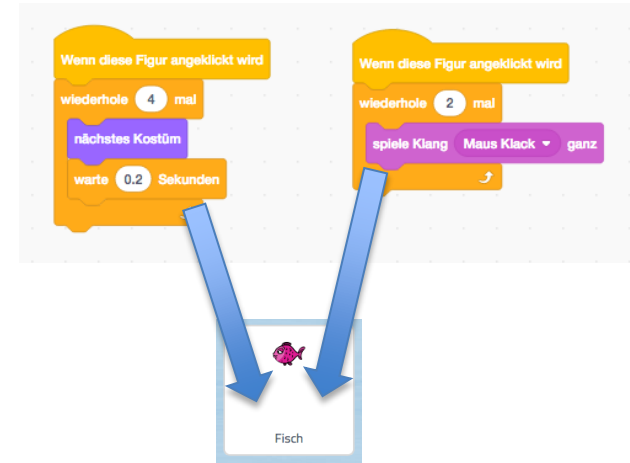 Wenn diese Figur angeklickt wird
wiederhole 4 mal
nächstes Kostüm
warte 0.2 Sekunden
Wenn diese Figur angeklickt wird
wiederhole 2 mal
spiele Klang Maus Klack ganz
Fisch